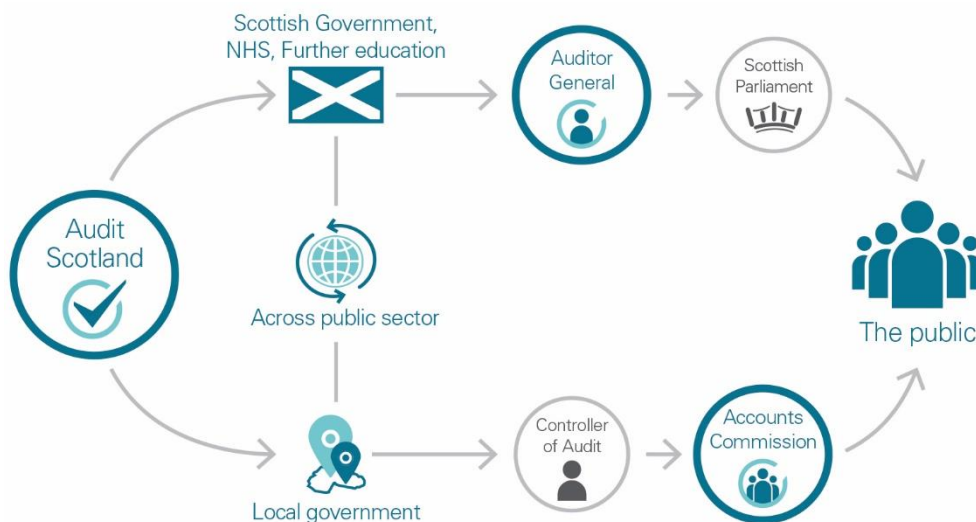 Scottish Government,
NHS, Further education
Auditor
General
Scottish
Parliament
Audit
Scotland
Across public sector
The public
Local government
Controller
of Audit
Accounts
Commission